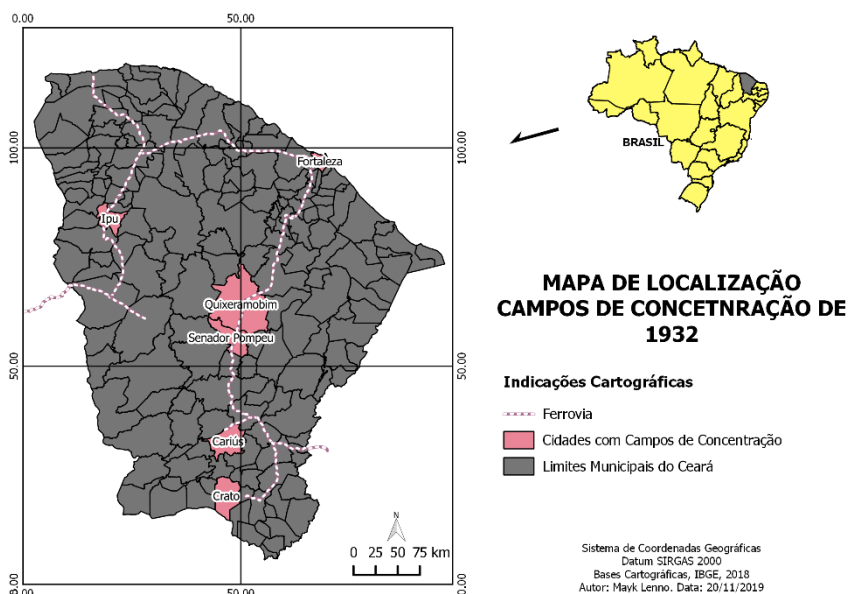 0.00
50.00
100.00
100.00
Fortaleza
Ipu
Quixeramobim
Senador Pompeu
50.00
50.00
Cariús
Crato
N
0 25 50 75 km
0.00
BRASIL
MAPA DE LOCALIZAÇÃO
CAMPOS DE CONCETNRAÇÃO DE
1932
Indicações Cartográficas
Ferrovia
Cidades com Campos de Concentração
Limites Municipais do Ceará
Sistema de Coordenadas Geográficas
Datum SIRGAS 2000
Bases Cartográficas, IBGE, 2018
Autor: Mayk Lenno. Data: 20/11/2019